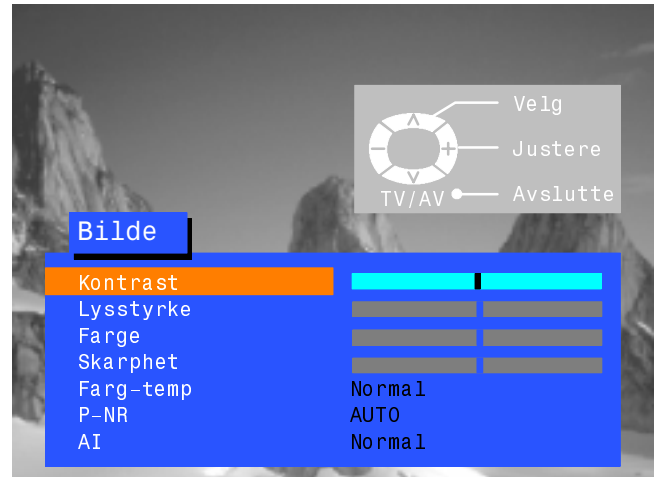 Velg
Justere
TV/AV Avslutte
Bilde
Kontrast
Lysstyrke
Farge
Skarphet
Farg-temp Normal
P-NR AUTO
AI Normal